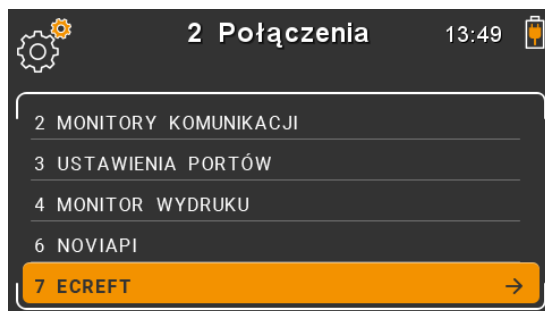 2 Połączenia 13:49
2 MONITORY KOMUNIKACJI
3 USTAWIENIA PORTÓW
4 MONITOR WYDRUKU
6 NOVIAPI
7 ECREFT